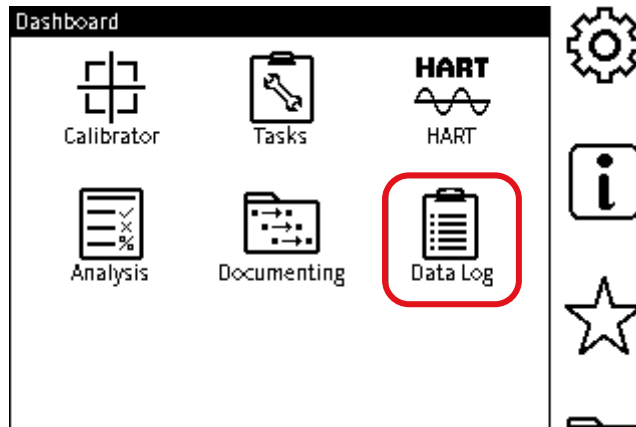 Dashboard
HART
Calibrator
Tasks
HART
Analysis
Documenting
Data Log